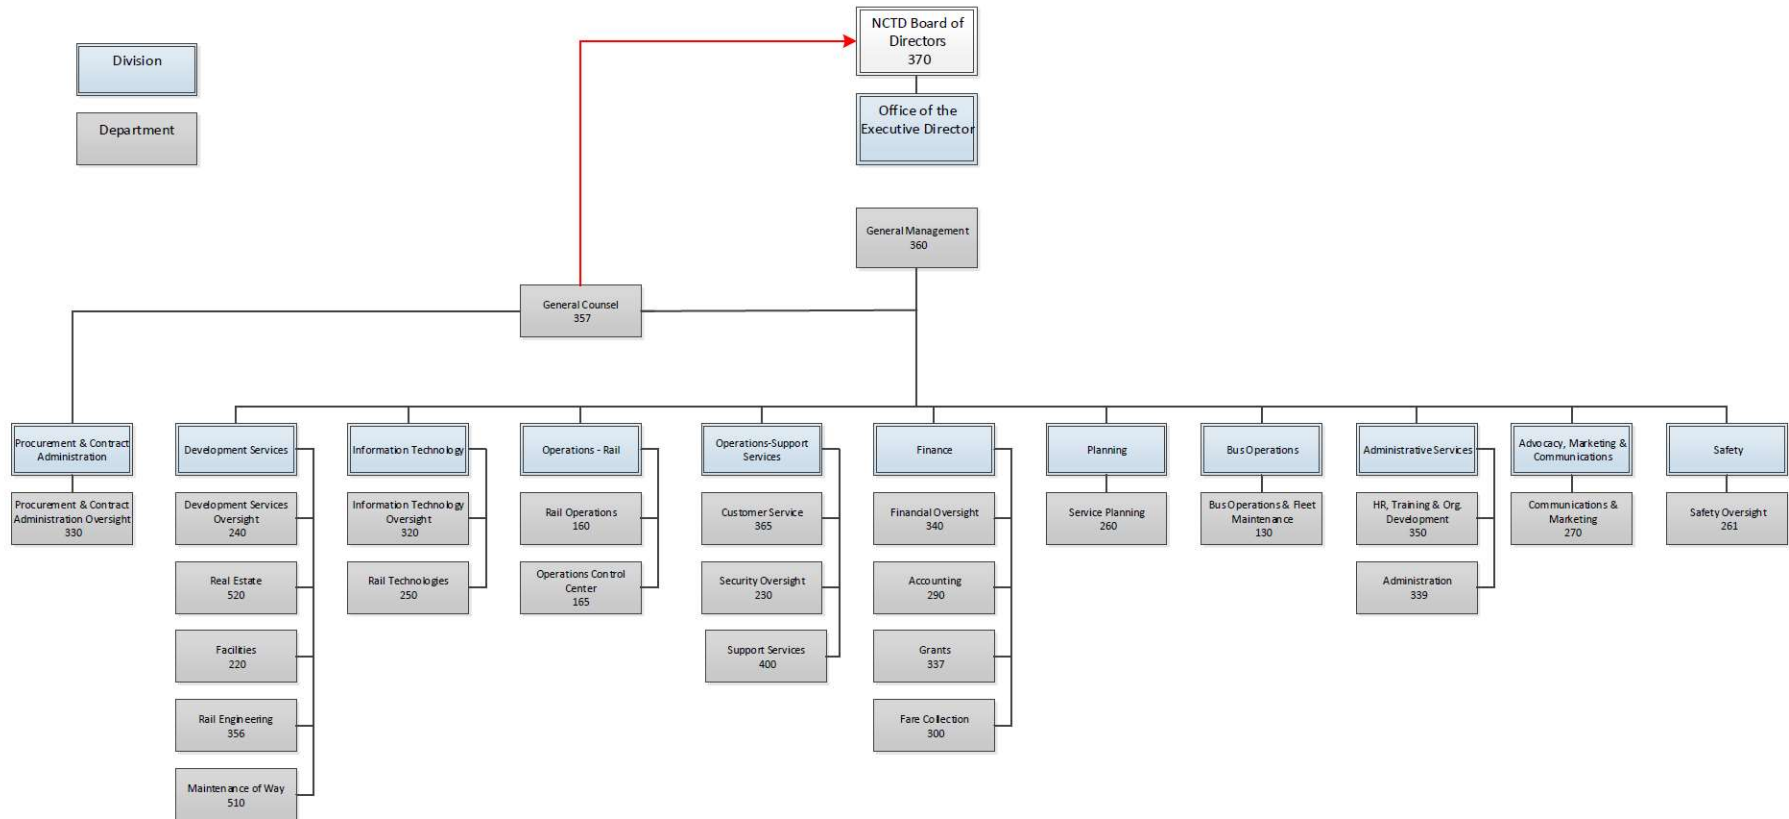 NCTD Board of
Directors
370
Division
Office of the
Executive Director
Department
General Management
360
General Counsel
357
Procurement & Contract
Administration
Procurement & Contract
Administration Oversight
330
Development Services
Development Services
Oversight
240
Real Estate
520
Facilities
220
Rail Engineering
356
Maintenance of Way
510
Information Technology
Information Technology
Oversight
320
Rail Technologies
250
Operations - Rail
Rail Operations
160
Operations Control
Center
165
Operations-Support
Services
Customer Service
365
Security Oversight
230
Support Services
400
Finance
Financial Oversight
340
Accounting
290
Grants
337
Fare Collection
300
Planning
Service Planning
260
Bus Operations
Bus Operations & Fleet
Maintenance
130
Administrative Services
HR, Training & Org.
Development
350
Administration
339
Advocacy, Marketing &
Communications
Communications &
Marketing
270
Safety
Safety Oversight
261